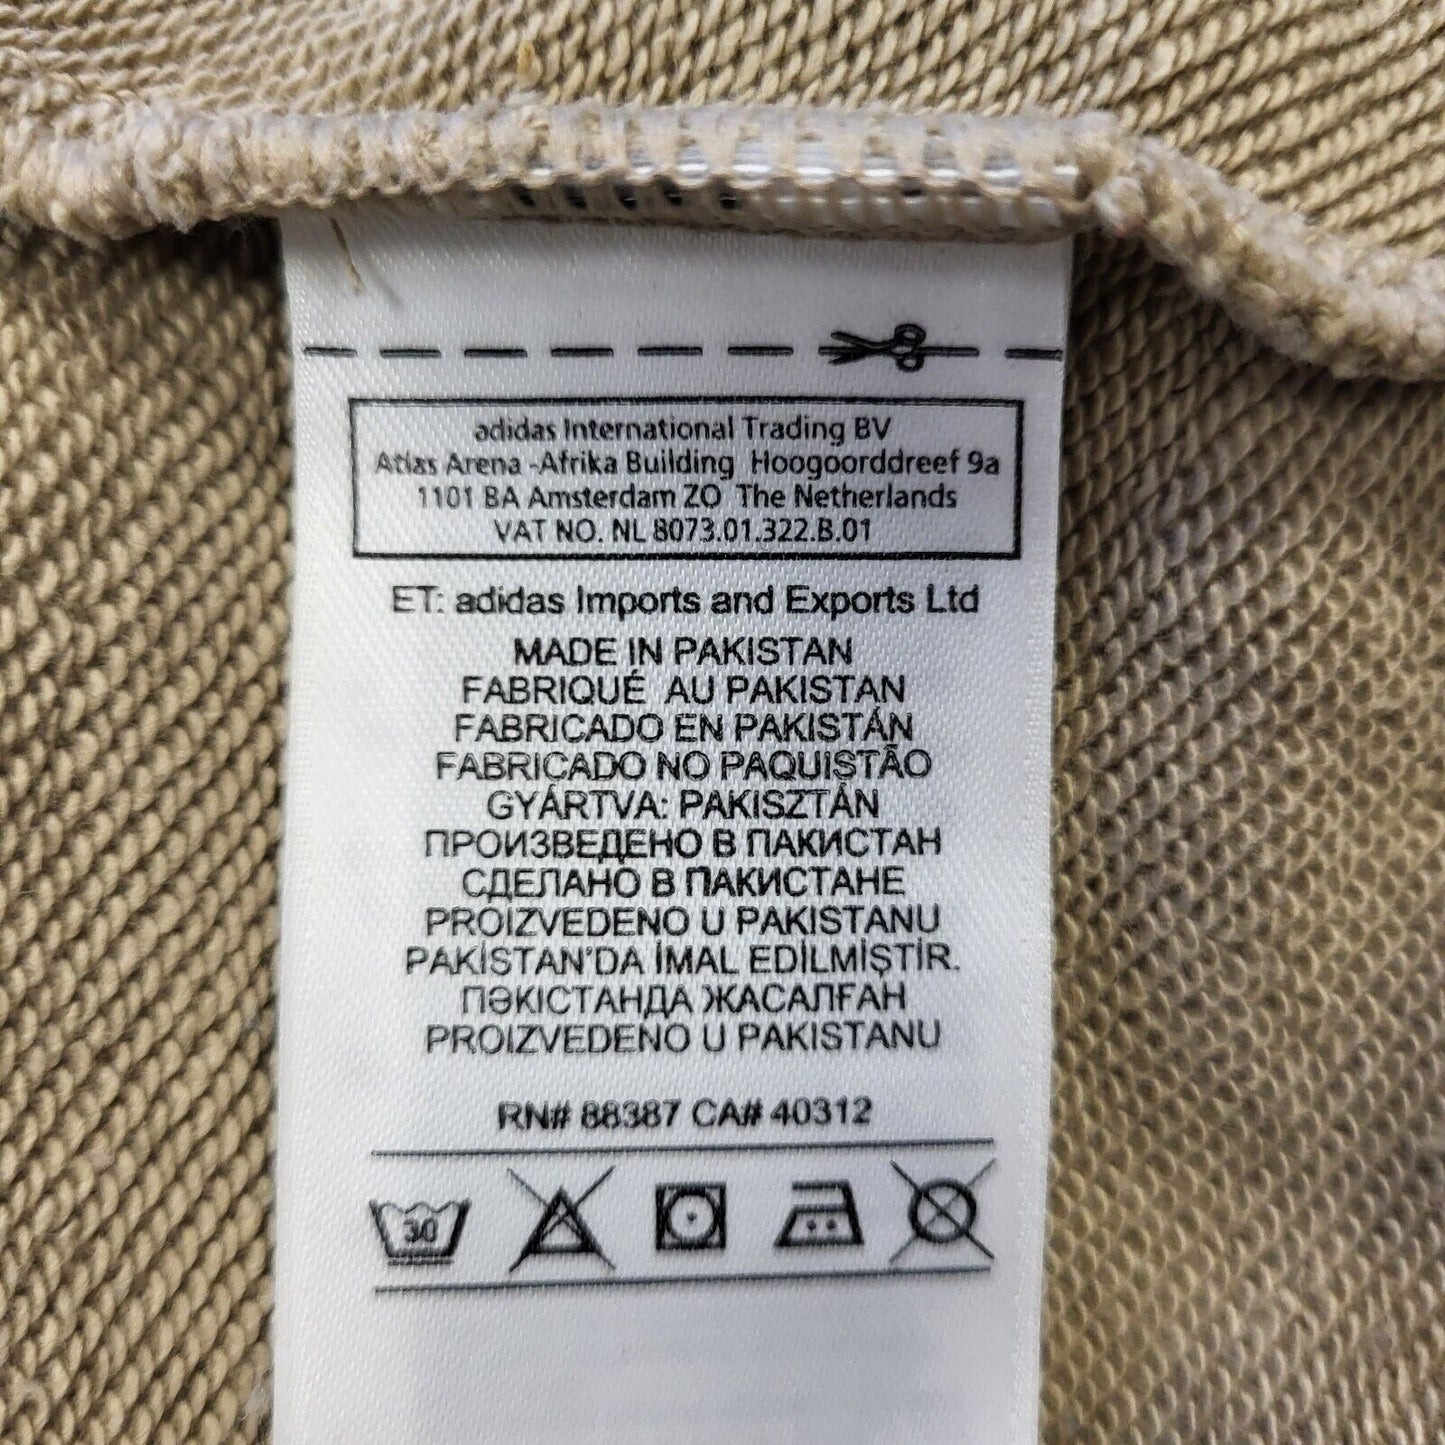 adidas International Trading BV
Atlas Arena -Afrika Building Hoogoorddreef 9a
1101 BA Amsterdam ZO The Netherlands
VAT NO. NL 8073.01.322.B.01
ET: adidas Imports and Exports Ltd
MADE IN PAKISTAN
FABRIQUÉ AU PAKISTAN
FABRICADO EN PAKISTÁN
FABRICADO NO PAQUISTÃO
GYÁRTVA: PAKISZTÁN
ПРОИЗВЕДЕНО В ПАКИСТАН
СДЕЛАНО В ПАКИСТАНЕ
PROIZVEDENO U PAKISTANU
PAKİSTAN'DA İMAL EDİLMİŞTİR.
ПӘКІСТАНДА ЖАСАЛҒАН
PROIZVEDENO U PAKISTANU
RN# 88387 CA# 40312
30